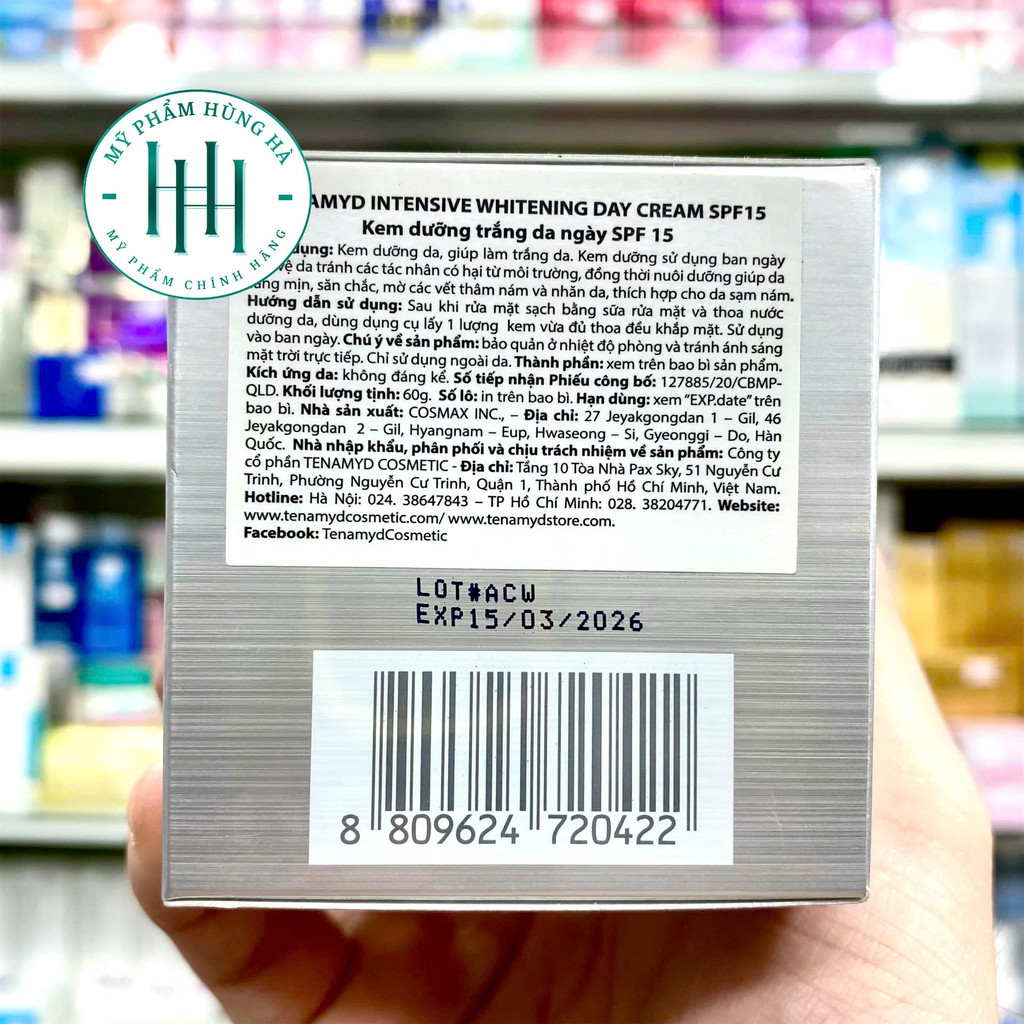 MỸ PHẨM HÙNG HÀ
MỸ PHẨM CHÍNH HÃNG
AMYD INTENSIVE WHITENING DAY CREAM SPF15
Kem dưỡng trắng da ngày SPF 15
dụng: Kem dưỡng da, giúp làm trắng da. Kem dưỡng sử dụng ban ngày
vệ da tránh các tác nhân có hại từ môi trường, đồng thời nuôi dưỡng giúp da
mịn, săn chắc, mờ các vết thâm nám và nhăn da, thích hợp cho da sạm nám.
Hướng dẫn sử dụng: Sau khi rửa mặt sạch bằng sữa rửa mặt và thoa nước
dưỡng da, dùng dụng cụ lấy 1 lượng kem vừa đủ thoa đều khắp mặt. Sử dụng
vào ban ngày. Chú ý về sản phẩm: bảo quản ở nhiệt độ phòng và tránh ánh sáng
mặt trời trực tiếp. Chỉ sử dụng ngoài da. Thành phần: xem trên bao bì sản phẩm.
Kích ứng da: không đáng kể. Số tiếp nhận Phiếu công bố: 127885/20/CBMP-
QLD. Khối lượng tịnh: 60g. Số lô: in trên bao bì. Hạn dùng: xem "EXP.date" trên
bao bì. Nhà sản xuất: COSMAX INC., – Địa chỉ: 27 Jeyakgongdan 1 – Gil, 46
Jeyakgongdan 2 – Gil, Hyangnam – Eup, Hwaseong – Si, Gyeonggi – Do, Hàn
Quốc. Nhà nhập khẩu, phân phối và chịu trách nhiệm về sản phẩm: Công ty
cổ phần TENAMYD COSMETIC - Địa chỉ: Tầng 10 Tòa Nhà Pax Sky, 51 Nguyễn Cư
Trinh, Phường Nguyễn Cư Trinh, Quận 1, Thành phố Hồ Chí Minh, Việt Nam.
Hotline: Hà Nội: 024. 38647843 – TP Hồ Chí Minh: 028. 38204771. Website:
www.tenamydcosmetic.com/ www.tenamydstore.com.
Facebook: TenamydCosmetic
LOT#ACW
EXP15/03/2026
8 809624 720422